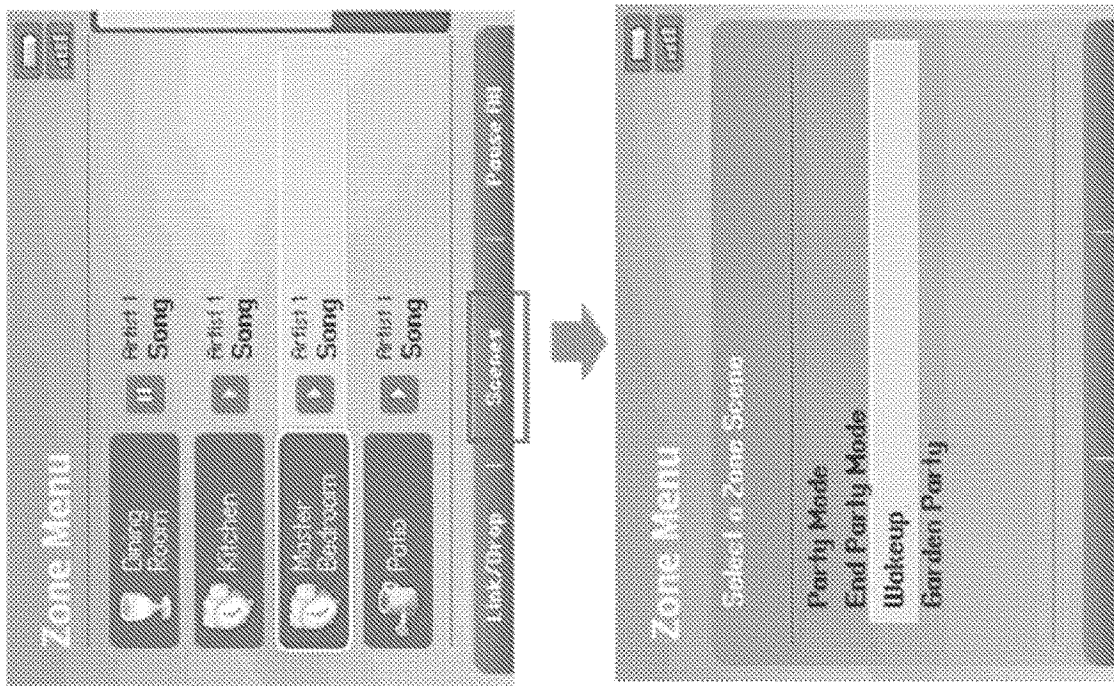 Zone Menu
Dining
Room
Artist 1
Song
Kitchen
Artist 1
Song
Master
Bedroom
Artist 1
Song
Patio
Artist 1
Song
Link/Drop
Scenes
Pause All
Zone Menu
Select a Zone Scene
Party Mode
End Party Mode
Wakeup
Garden Party